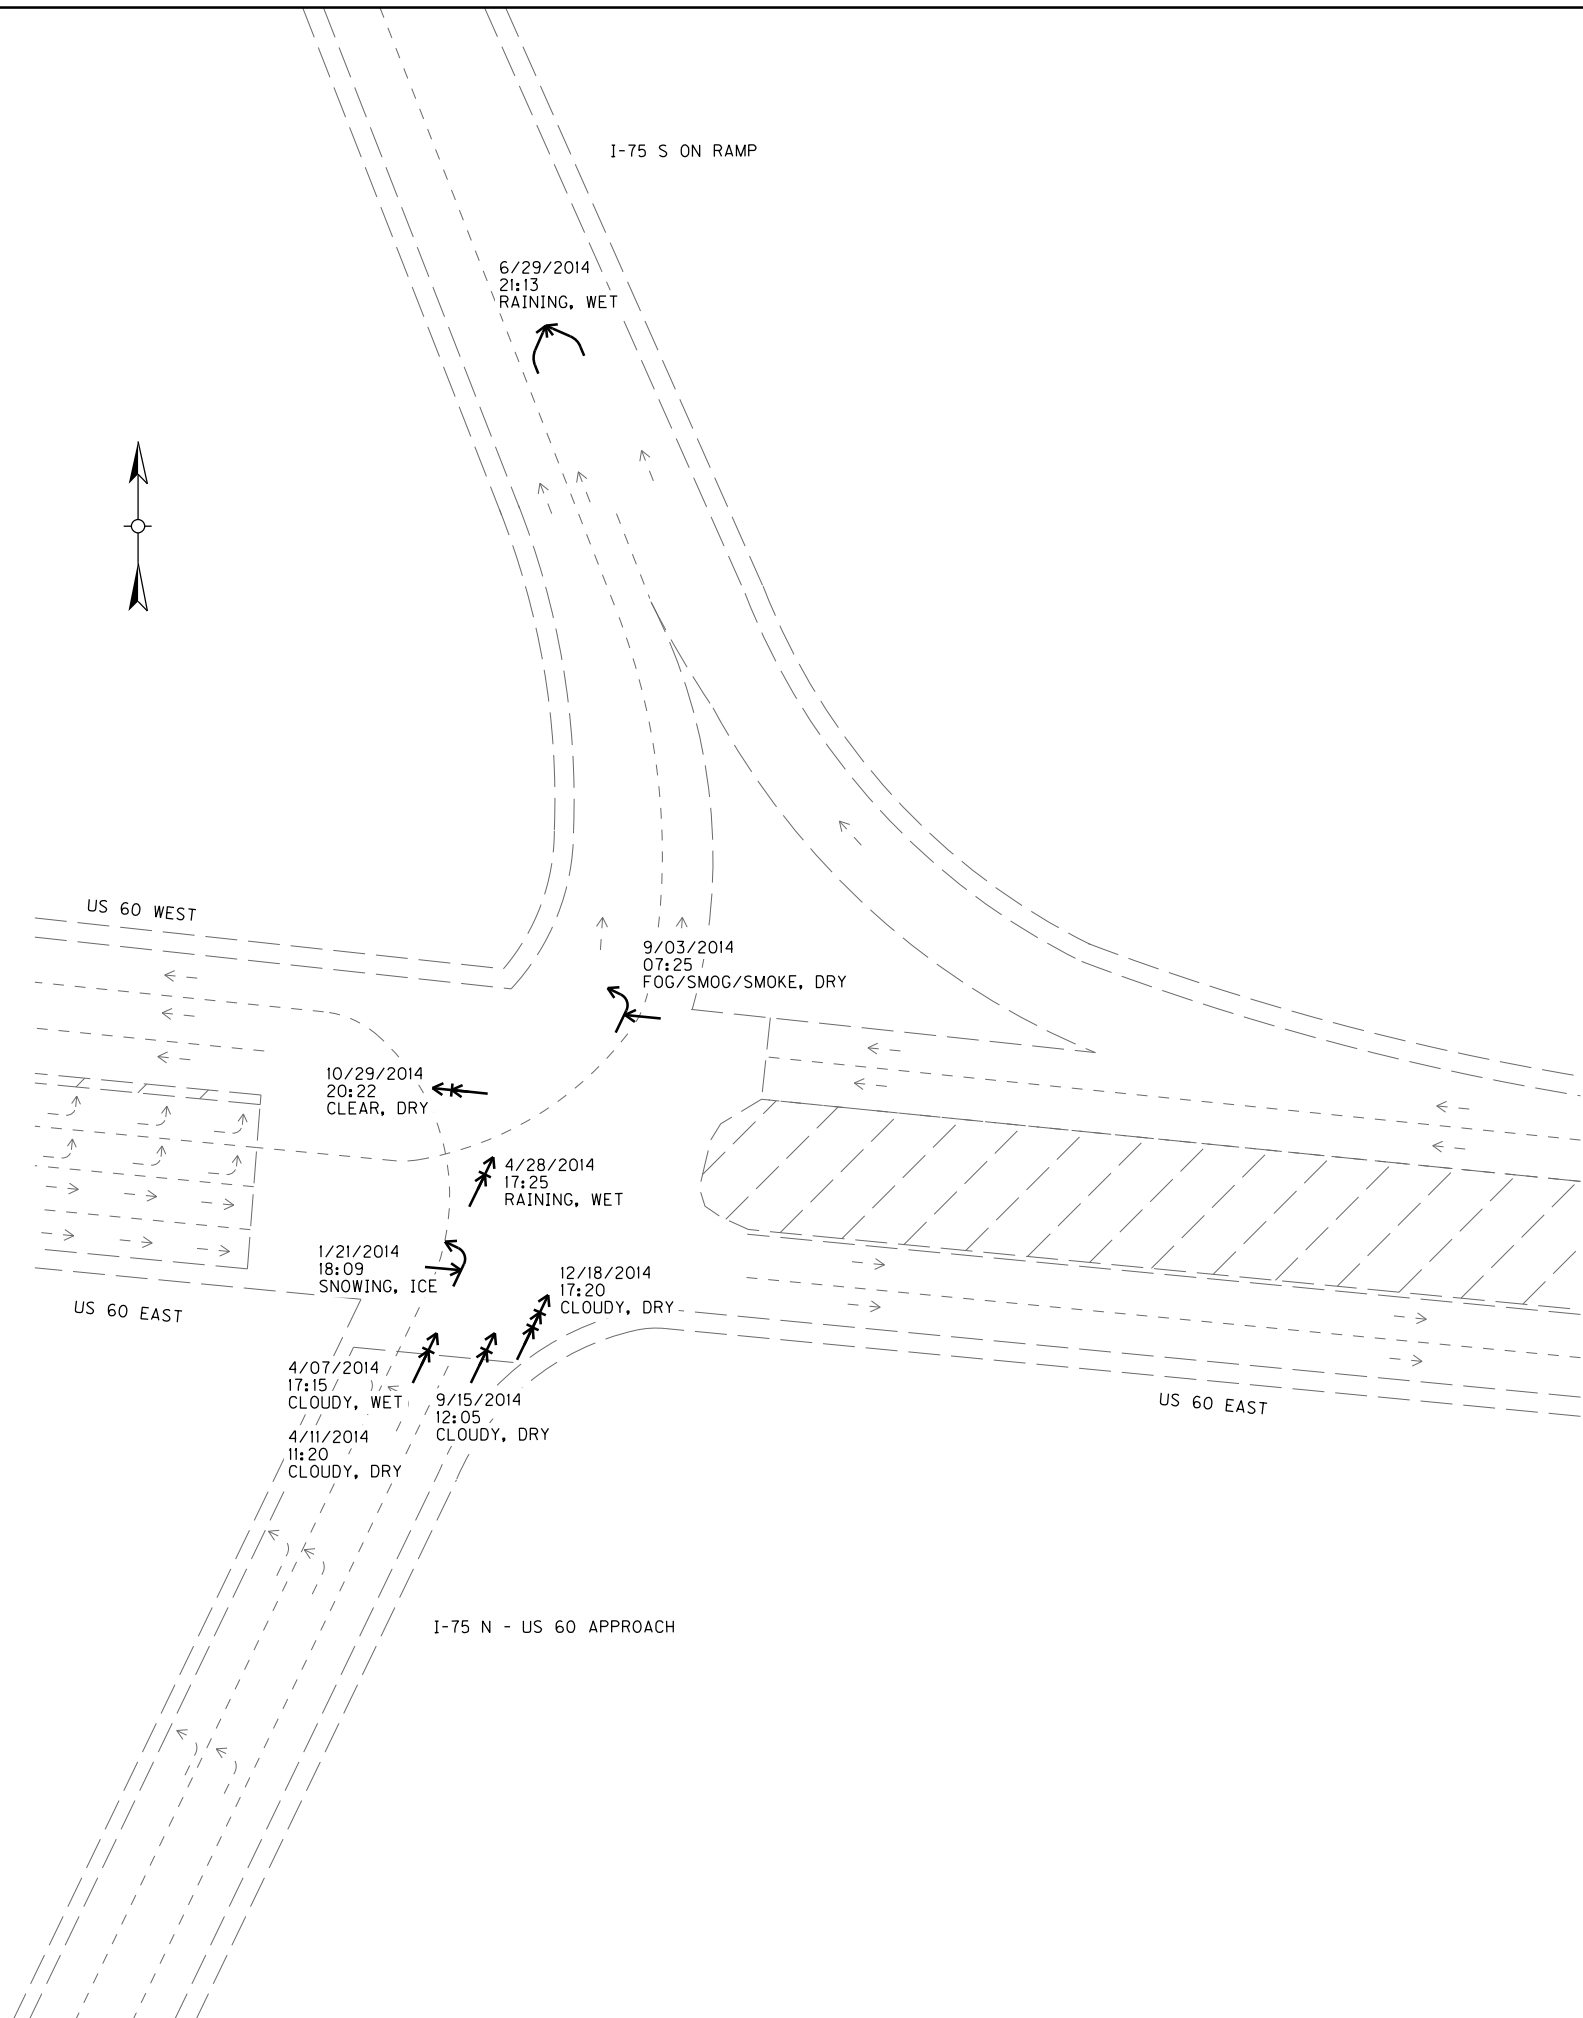 I-75 S ON RAMP
6/29/2014
21:13
RAINING, WET
US 60 WEST
9/03/2014
07:25
FOG/SMOG/SMOKE, DRY
10/29/2014
20:22
CLEAR, DRY
4/28/2014
17:25
RAINING, WET
1/21/2014
18:09
SNOWING, ICE
12/18/2014
17:20
CLOUDY, DRY
US 60 EAST
4/07/2014
17:15
CLOUDY, WET
9/15/2014
12:05
CLOUDY, DRY
US 60 EAST
4/11/2014
11:20
CLOUDY, DRY
I-75 N - US 60 APPROACH